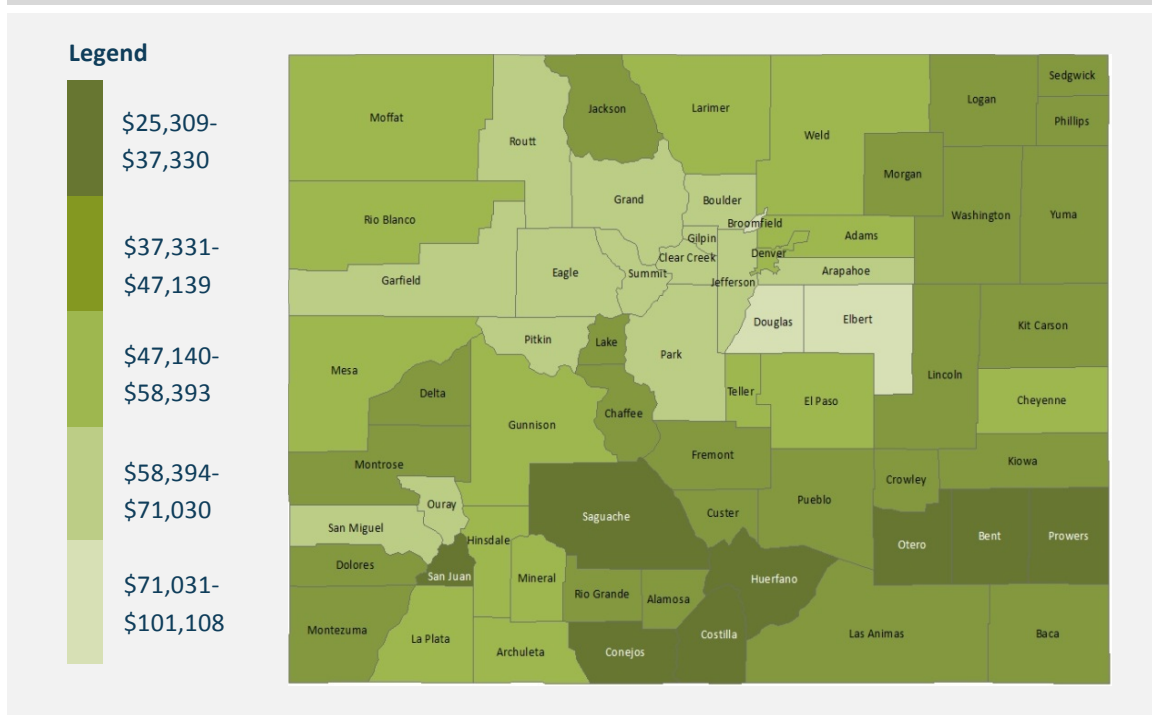 Legend
$25,309-
$37,330
$37,331-
$47,139
$47,140-
$58,393
$58,394-
$71,030
$71,031-
$101,108
Moffat
Routt
Jackson
Larimer
Weld
Logan
Sedgwick
Phillips
Morgan
Washington
Yuma
Rio Blanco
Grand
Boulder
Broomfield
Adams
Gilpin
Clear Creek
Denver
Arapahoe
Garfield
Eagle
Summit
Jefferson
Douglas
Elbert
Kit Carson
Pitkin
Lake
Park
Mesa
Delta
Lincoln
Teller
El Paso
Cheyenne
Gunnison
Chaffee
Montrose
Fremont
Kiowa
Crowley
Ouray
Pueblo
San Miguel
Saguache
Custer
Hinsdale
Otero
Bent
Prowers
Dolores
San Juan
Mineral
Huerfano
Rio Grande
Alamosa
Montezuma
La Plata
Archuleta
Conejos
Costilla
Las Animas
Baca